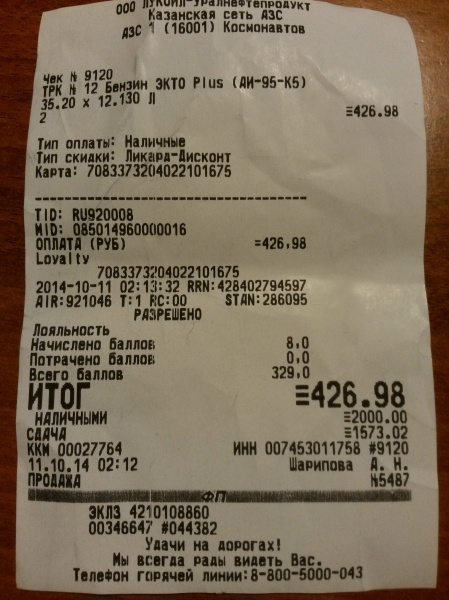 ООО ЛУКОЙЛ-Уралнефтепродукт
Казанская сеть АЗС
АЗС 1 (16001) Космонавтов
Чек № 9120
ТРК № 12 Бензин ЭКТО Plus (АИ-95-К5)
35.20 x 12.130 Л
2 ≡426.98
Тип оплаты: Наличные
Тип скидки: Ликард-Дисконт
Карта: 7083373204022101675
--------------------------------
TID: RU920008
MID: 085014960000016
ОПЛАТА (РУБ) =426,98
Loyalty
7083373204022101675
2014-10-11 02:13:32 RRN:428402794597
AIR:921046 T:1 RC:00 STAN:286095
РАЗРЕШЕНО
Лояльность
Начислено баллов 8,0
Потрачено баллов 0,0
Всего баллов 329,0
ИТОГ ≡426.98
НАЛИЧНЫМИ ≡2000.00
СДАЧА ≡1573.02
ККМ 00027764 ИНН 007453011758 #9120
11.10.14 02:12 Шарипова А. Н.
ПРОДАЖА №5487
ФП
ЭКЛЗ 4210108860
00346647 #044382
Удачи на дорогах!
Мы всегда рады видеть Вас.
Телефон горячей линии:8-800-5000-043